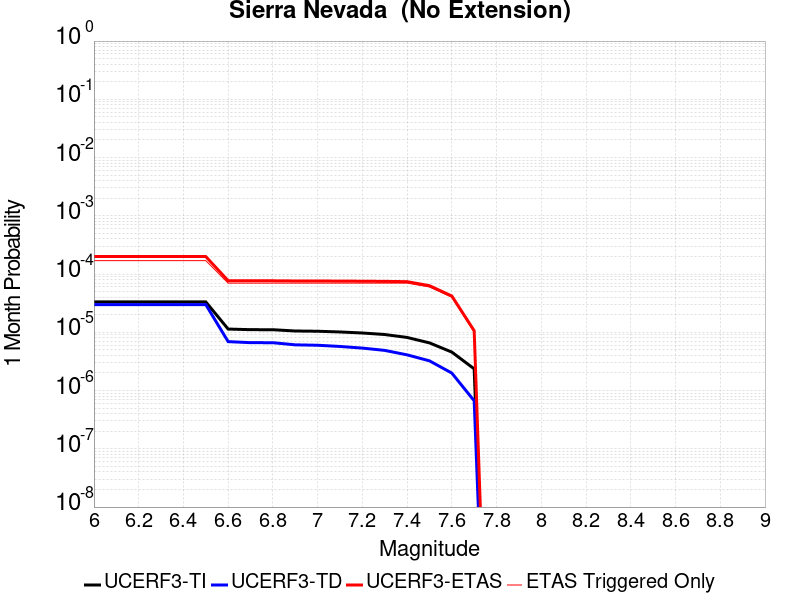 Sierra Nevada  (No Extension)
10^0
10^-1
10^-2
10^-3
10^-4
10^-5
10^-6
10^-7
10^-8
1 Month Probability
6 6.2 6.4 6.6 6.8 7 7.2 7.4 7.6 7.8 8 8.2 8.4 8.6 8.8 9
Magnitude
UCERF3-TI UCERF3-TD UCERF3-ETAS ETAS Triggered Only